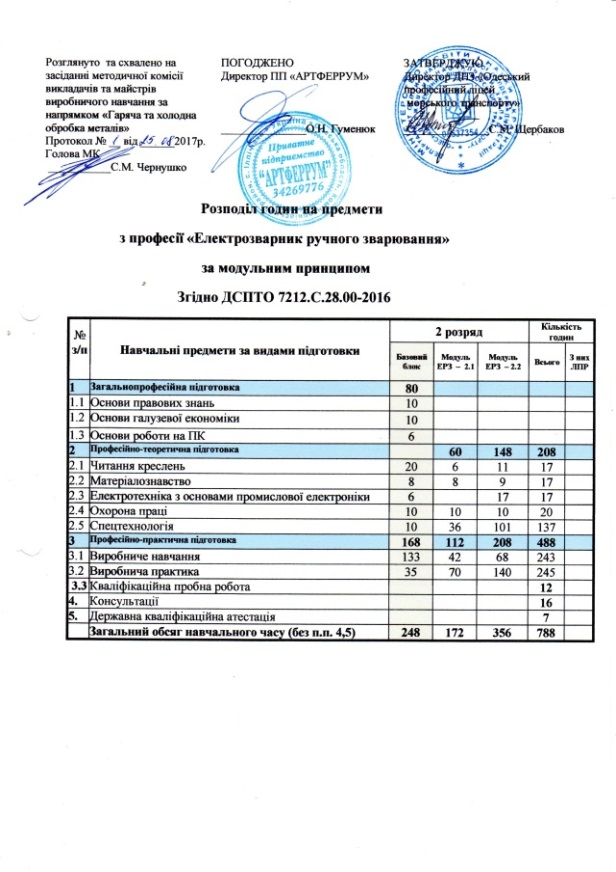 Розглянуто та схвалено на
засіданні методичної комісії
викладачів та майстрів
виробничого навчання за
напрямком «Гаряча та холодна
обробка металів»
Протокол № 1 від 25 08 2017р.
Голова МК
С.М. Чернушко
ПОГОДЖЕНО
Директор ПП «АРТФЕРРУМ»
О.Н. Гуменюк
Приватне
підприємство
"АРТФЕРРУМ"
34269776
ЗАТВЕРДЖУЮ
Директор ДПЗ «Одеський
професійний ліцей
морського транспорту»
С.М. Щербаков
Розподіл годин на предмети
з професії «Електрозварник ручного зварювання»
за модульним принципом
Згідно ДСПТО 7212.С.28.00-2016
№ з/п Навчальні предмети за видами підготовки 2 розряд Кількість годин
Базовий блок Модуль ЕРЗ – 2.1 Модуль ЕРЗ – 2.2 Всього З них ЛПР
1 Загальнопрофесійна підготовка 80
1.1 Основи правових знань 10
1.2 Основи галузевої економіки 10
1.3 Основи роботи на ПК 6
2 Професійно-теоретична підготовка 60 148 208
2.1 Читання креслень 20 6 11 17
2.2 Матеріалознавство 8 8 9 17
2.3 Електротехніка з основами промислової електроніки 6 17 17
2.4 Охорона праці 10 10 10 20
2.5 Спецтехнологія 10 36 101 137
3 Професійно-практична підготовка 168 112 208 488
3.1 Виробниче навчання 133 42 68 243
3.2 Виробнича практика 35 70 140 245
3.3 Кваліфікаційна пробна робота 12
4. Консультації 16
5. Державна кваліфікаційна атестація 7
Загальний обсяг навчального часу (без п.п. 4,5) 248 172 356 788